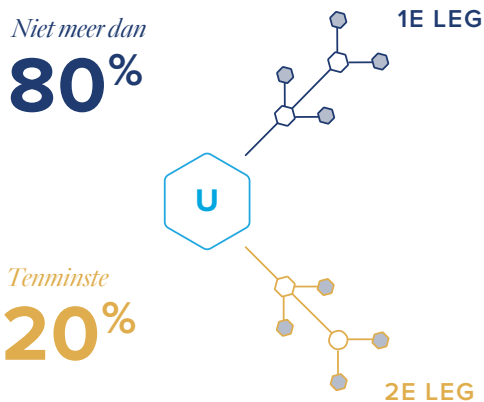 Niet meer dan
80%
1E LEG
U
Tenminste
20%
2E LEG